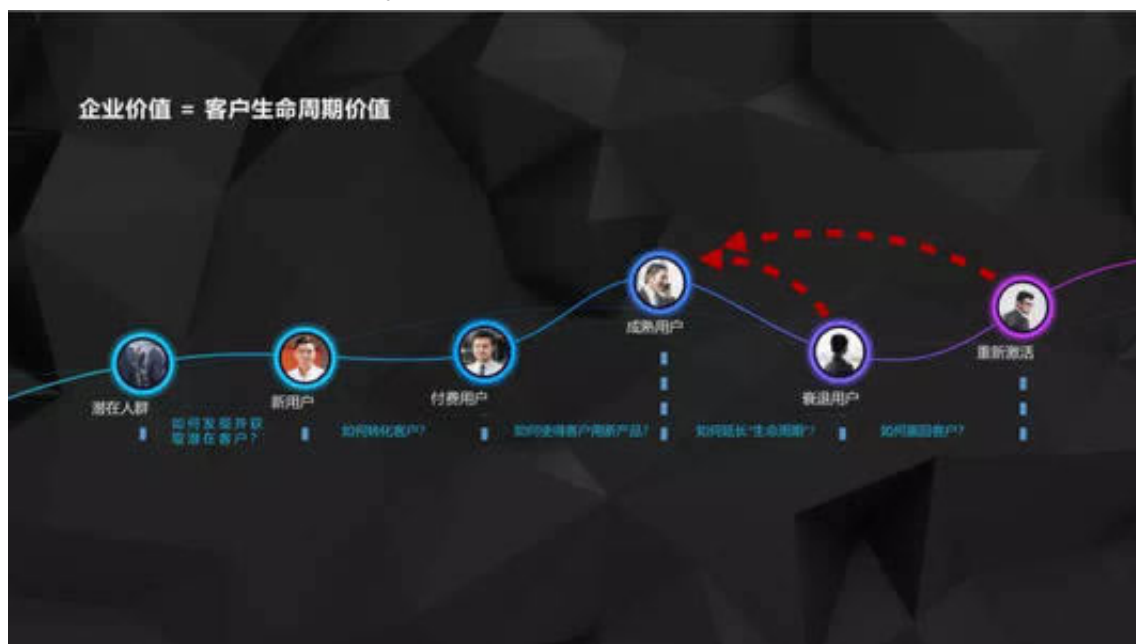 企业价值 = 客户生命周期价值
成熟用户
重新激活
潜在人群
新用户
付费用户
衰退用户
如何发现并获
取潜在客户?
如何转化客户?
如何使得客户用新产品?
如何延长"生命周期"?
如何赢回客户?